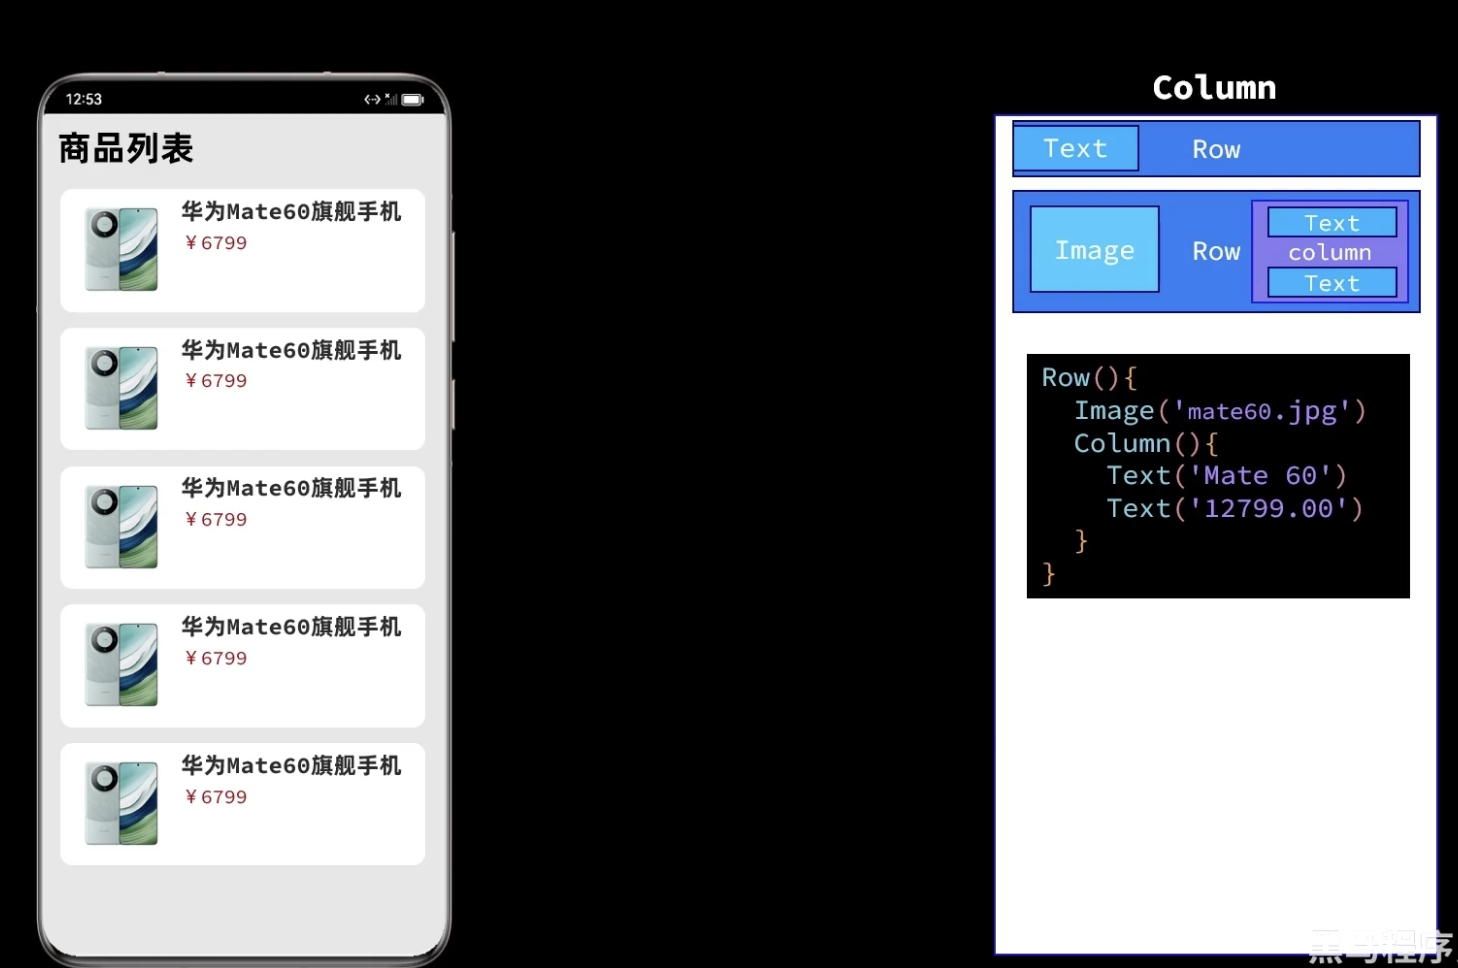 12:53
商品列表
华为Mate60旗舰手机
￥6799
华为Mate60旗舰手机
￥6799
华为Mate60旗舰手机
￥6799
华为Mate60旗舰手机
￥6799
华为Mate60旗舰手机
￥6799
Column
Text Row
Image Row
Text
column
Text
Row(){
Image('mate60.jpg')
Column(){
Text('Mate 60')
Text('12799.00')
}
}
黑马程序